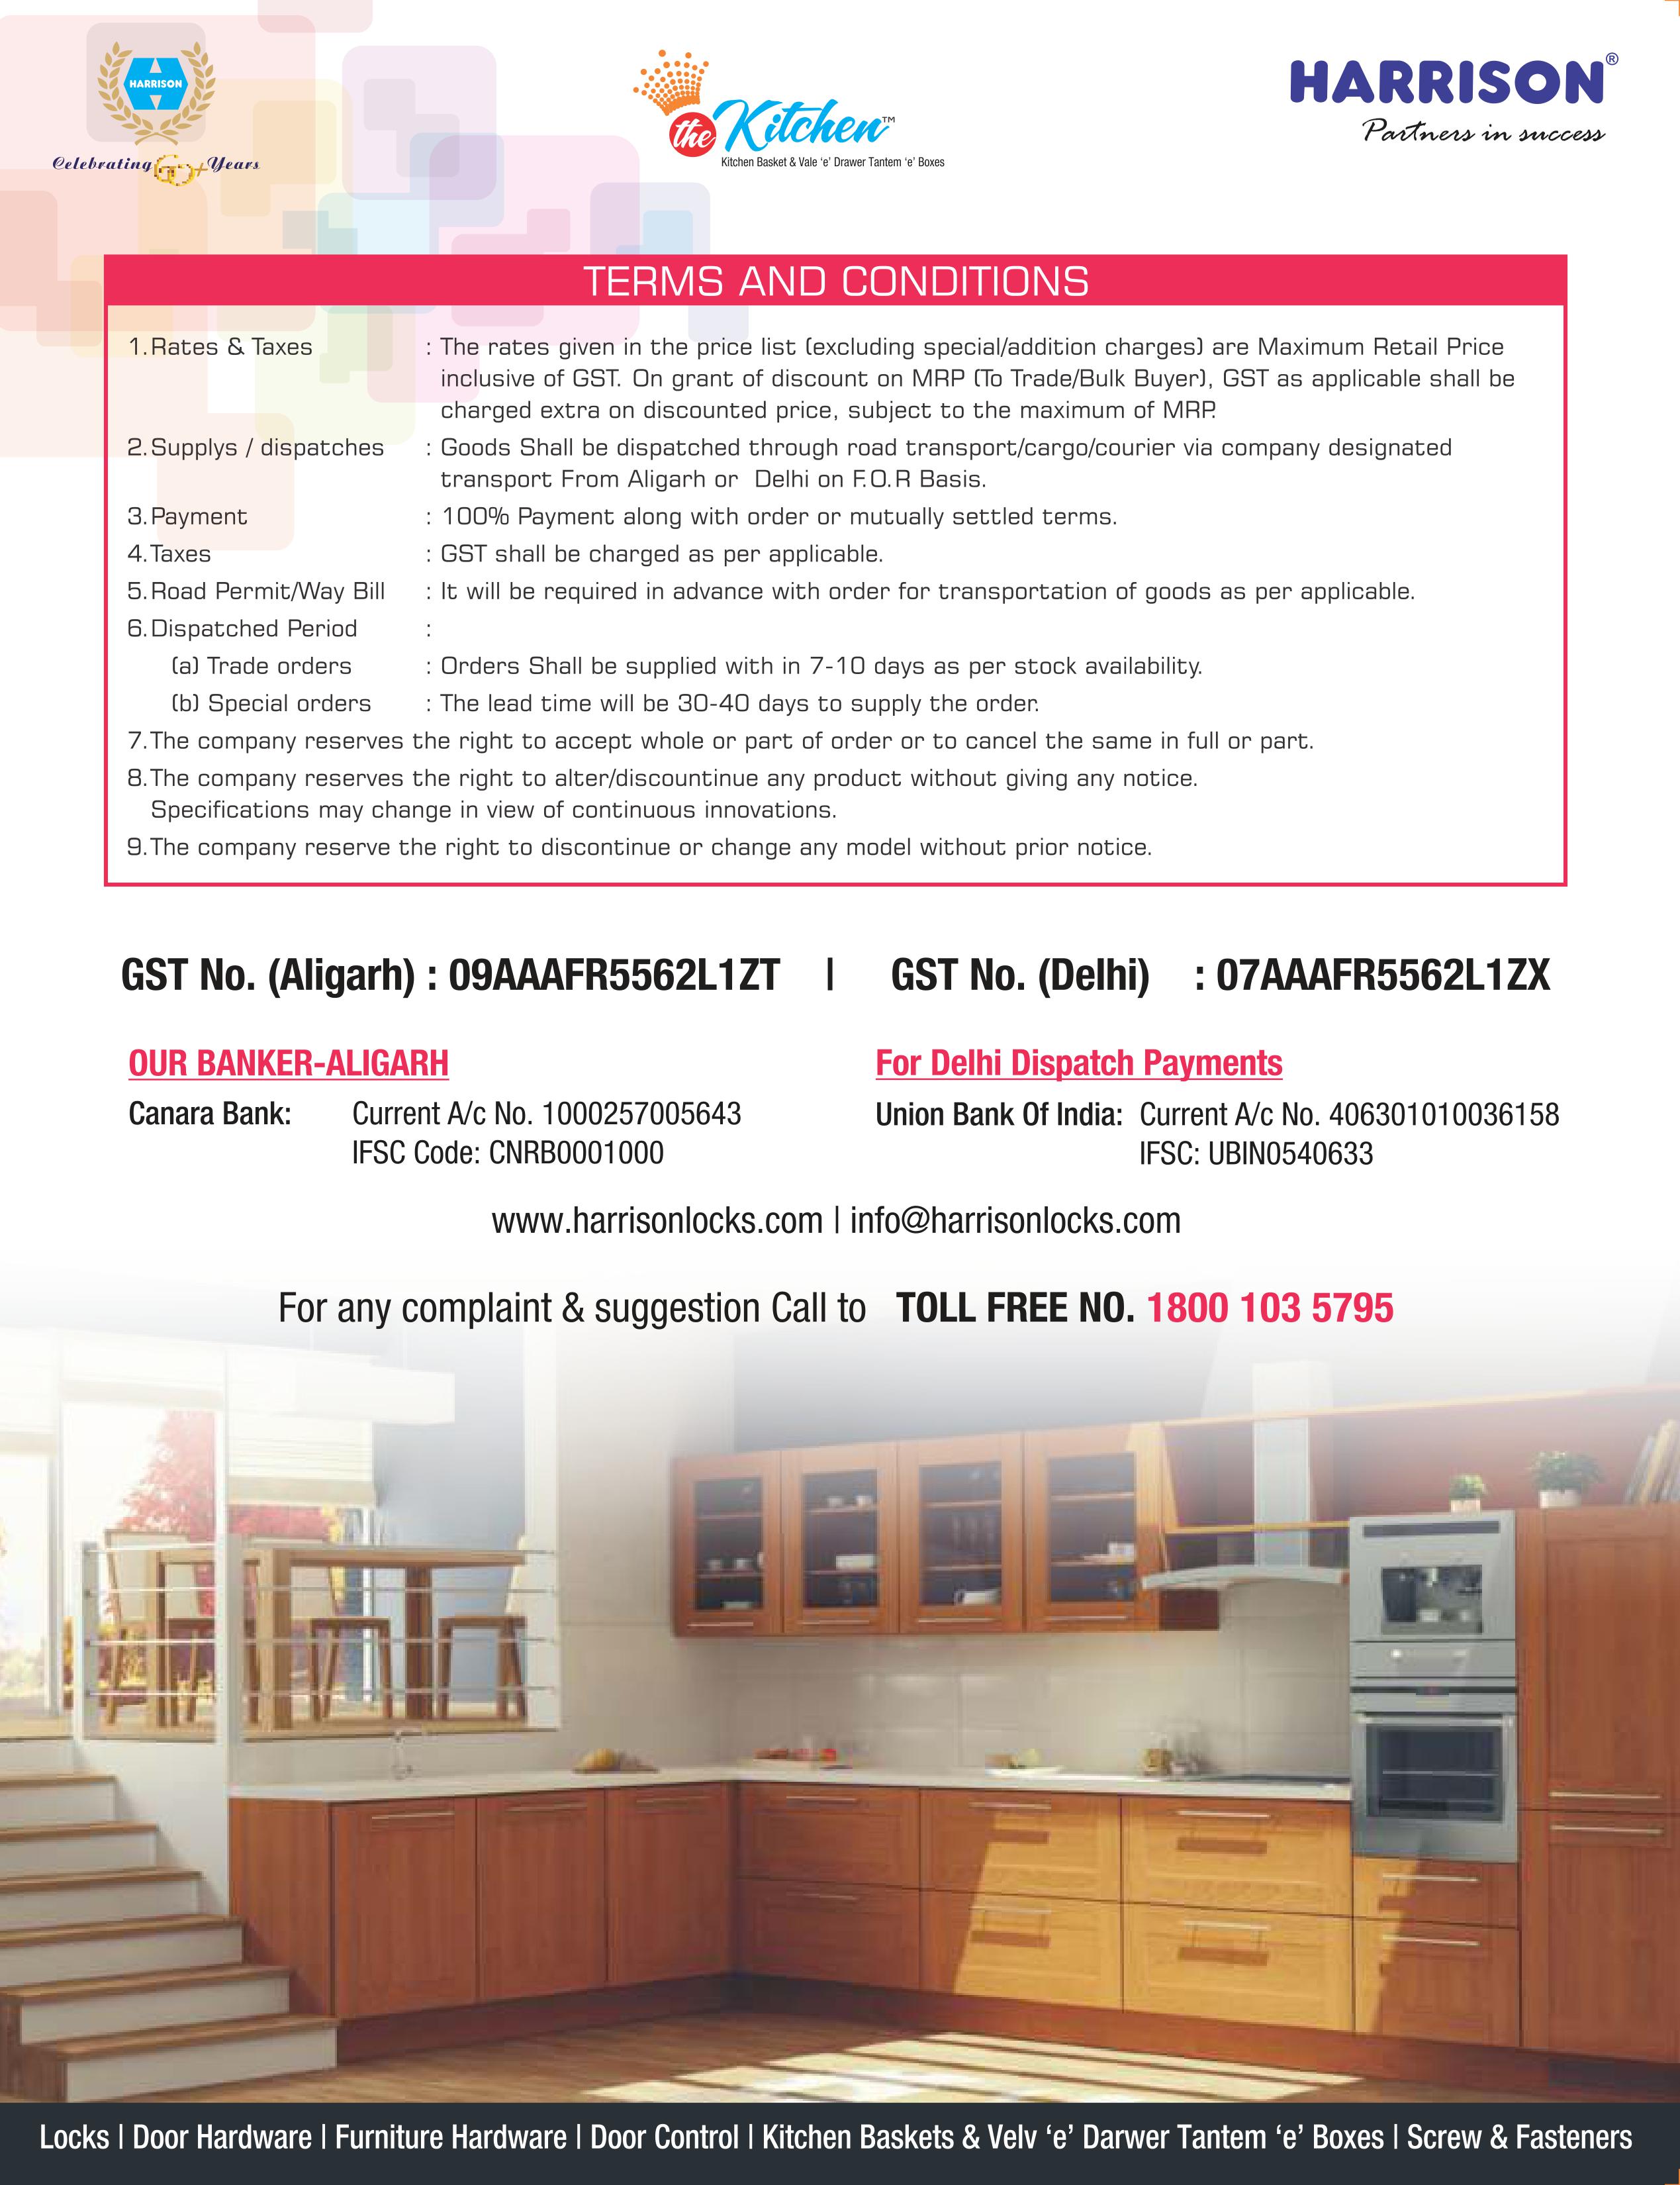 HARRISON
Celebrating 60+ Years
the Kitchen™
Kitchen Basket & Vale ‘e’ Drawer Tantem ‘e’ Boxes
HARRISON®
Partners in success
TERMS AND CONDITIONS
1.Rates & Taxes : The rates given in the price list (excluding special/addition charges) are Maximum Retail Price
inclusive of GST. On grant of discount on MRP (To Trade/Bulk Buyer), GST as applicable shall be
charged extra on discounted price, subject to the maximum of MRP.
2.Supplys / dispatches : Goods Shall be dispatched through road transport/cargo/courier via company designated
transport From Aligarh or Delhi on F.O.R Basis.
3.Payment : 100% Payment along with order or mutually settled terms.
4.Taxes : GST shall be charged as per applicable.
5.Road Permit/Way Bill : It will be required in advance with order for transportation of goods as per applicable.
6.Dispatched Period :
(a) Trade orders : Orders Shall be supplied with in 7-10 days as per stock availability.
(b) Special orders : The lead time will be 30-40 days to supply the order.
7.The company reserves the right to accept whole or part of order or to cancel the same in full or part.
8.The company reserves the right to alter/discountinue any product without giving any notice.
Specifications may change in view of continuous innovations.
9.The company reserve the right to discontinue or change any model without prior notice.
GST No. (Aligarh) : 09AAAFR5562L1ZT | GST No. (Delhi) : 07AAAFR5562L1ZX
OUR BANKER-ALIGARH
Canara Bank: Current A/c No. 1000257005643
IFSC Code: CNRB0001000
For Delhi Dispatch Payments
Union Bank Of India: Current A/c No. 406301010036158
IFSC: UBIN0540633
www.harrisonlocks.com | info@harrisonlocks.com
For any complaint & suggestion Call to TOLL FREE NO. 1800 103 5795
Locks | Door Hardware | Furniture Hardware | Door Control | Kitchen Baskets & Velv ‘e’ Darwer Tantem ‘e’ Boxes | Screw & Fasteners